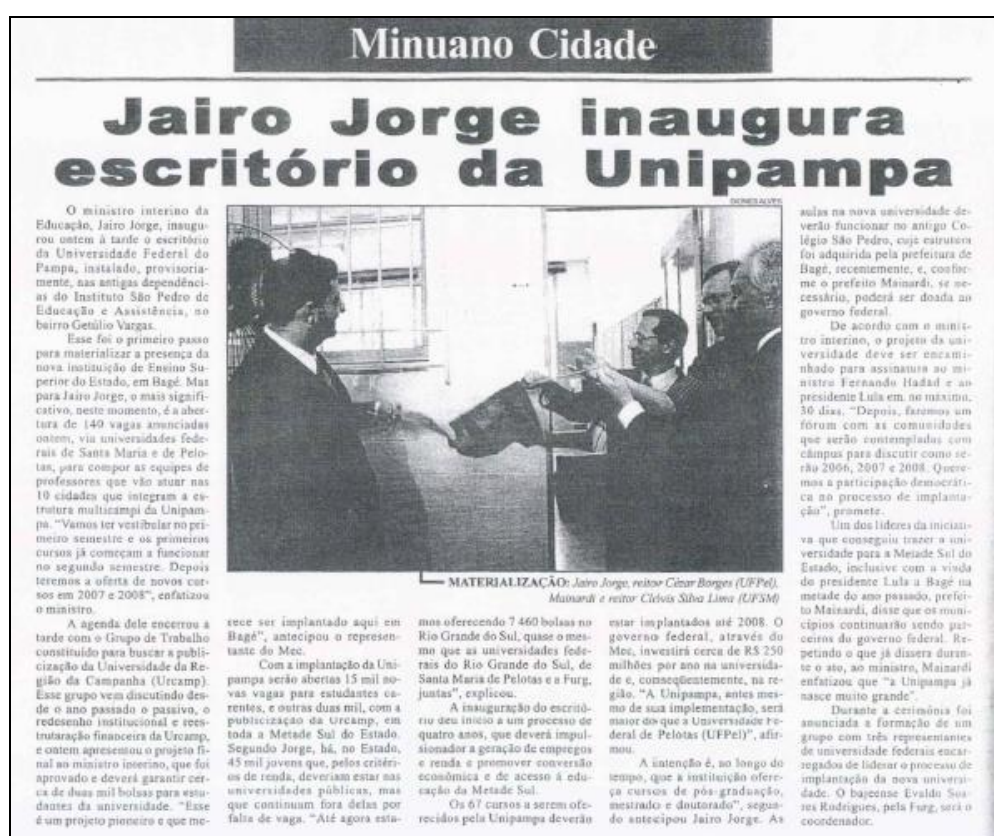 Minuano Cidade
Jairo Jorge inaugura
escritório da Unipampa
DIONES ALVES
O ministro interino da
Educação, Jairo Jorge, inaugu-
rou ontem à tarde o escritório
da Universidade Federal do
Pampa, instalado, provisoria-
mente, nas antigas dependênci-
as do Instituto São Pedro de
Educação e Assistência, no
bairro Getúlio Vargas.
Esse foi o primeiro passo
para materializar a presença da
nova instituição de Ensino Su-
perior do Estado, em Bagé. Mas
para Jairo Jorge, o mais signifi-
cativo, neste momento, é a aber-
tura de 140 vagas anunciadas
ontem, via universidades fede-
rais de Santa Maria e de Pelo-
tas, para compor as equipes de
professores que vão atuar nas
10 cidades que integram a es-
trutura multicampi da Unipam-
pa. "Vamos ter vestibular no pri-
meiro semestre e os primeiros
cursos já começam a funcionar
no segundo semestre. Depois
teremos a oferta de novos cur-
sos em 2007 e 2008", enfatizou
o ministro.
A agenda dele encerrou a
tarde com o Grupo de Trabalho
constituído para buscar a publi-
cização da Universidade da Re-
gião da Campanha (Urcamp).
Esse grupo vem discutindo des-
de o ano passado o passivo, o
redesenho institucional e rees-
truturação financeira da Urcamp,
e ontem apresentou o projeto fi-
nal ao ministro interino, que foi
aprovado e deverá garantir cer-
ca de duas mil bolsas para estu-
dantes da universidade. "Esse
é um projeto pioneiro e que me-
MATERIALIZAÇÃO: Jairo Jorge, reitor Cézar Borges (UFPel),
Mainardi e reitor Clóvis Silva Lima (UFSM)
rece ser implantado aqui em
Bagé", antecipou o represen-
tante do Mec.
Com a implantação da Uni-
pampa serão abertas 15 mil no-
vas vagas para estudantes ca-
rentes, e outras duas mil, com a
publicização da Urcamp, em
toda a Metade Sul do Estado.
Segundo Jorge, há, no Estado,
45 mil jovens que, pelos critéri-
os de renda, deveriam estar nas
universidades públicas, mas
que continuam fora delas por
falta de vaga. "Até agora esta-
mos oferecendo 7 460 bolsas no
Rio Grande do Sul, quase o mes-
mo que as universidades fede-
rais do Rio Grande do Sul, de
Santa Maria de Pelotas e a Furg,
juntas", explicou.
A inauguração do escritó-
rio deu início a um processo de
quatro anos, que deverá impul-
sionador a geração de empregos
e renda e promover conversão
econômica e de acesso à edu-
cação da Metade Sul.
Os 67 cursos a serem ofe-
recidos pela Unipampa deverão
estar implantados até 2008. O
governo federal, através do
Mec, investirá cerca de R$ 250
milhões por ano na universida-
de e, conseqüentemente, na re-
gião. "A Unipampa, antes mes-
mo de sua implementação, será
maior do que a Universidade Fe-
deral de Pelotas (UFPel)", afir-
mou.
A intenção é, ao longo do
tempo, que a instituição ofere-
ça cursos de pós-graduação,
mestrado e doutorado", segun-
do antecipou Jairo Jorge. As
aulas na nova universidade de-
verão funcionar no antigo Co-
légio São Pedro, cuja estrutura
foi adquirida pela prefeitura de
Bagé, recentemente, e, confor-
me o prefeito Mainardi, se ne-
cessário, poderá ser doada ao
governo federal.
De acordo com o minis-
tro interino, o projeto da uni-
versidade deve ser encami-
nhado para assinatura ao mi-
nistro Fernando Hadad e ao
presidente Lula em, no máximo,
30 dias. "Depois, faremos um
fórum com as comunidades
que serão contempladas com
câmpus para discutir como se-
rão 2006, 2007 e 2008. Quere-
mos a participação democráti-
ca no processo de implanta-
ção", promete.
Um dos líderes da iniciati-
va que conseguiu trazer a uni-
versidade para a Metade Sul do
Estado, inclusive com a vinda
do presidente Lula a Bagé na
metade do ano passado, prefei-
to Mainardi, disse que os muni-
cípios continuarão sendo par-
ceiros do governo federal. Re-
petindo o que já dissera duran-
te o ato, ao ministro, Mainardi
enfatizou que "a Unipampa já
nasce muito grande".
Durante a cerimônia foi
anunciada a formação de um
grupo com três representantes
de universidade federais encar-
regados de liderar o processo de
implantação da nova universi-
dade. O bajeense Evaldo Soa-
res Rodrigues, pela Furg, será o
coordenador.